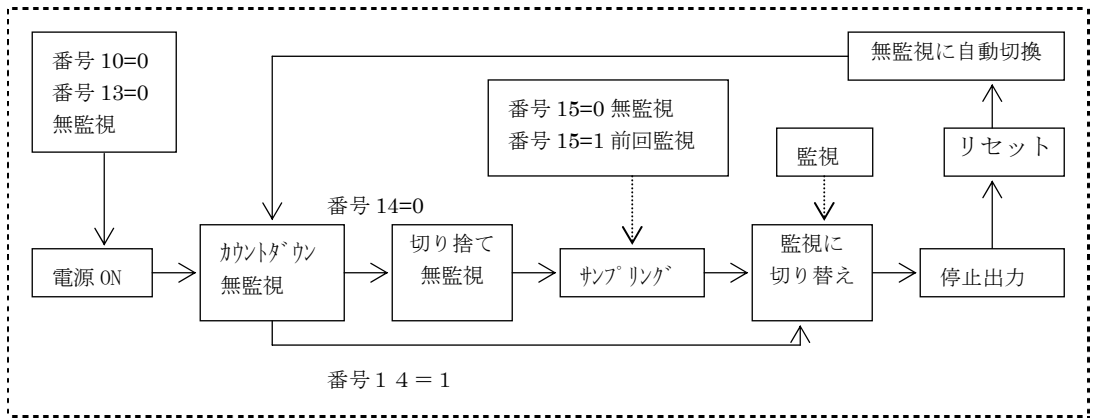 番号 10=0
番号 13=0
無監視
無監視に自動切換
番号 15=0 無監視
番号 15=1 前回監視
監視
リセット
番号 14=0
電源 ON
ｶｳﾝﾄﾀﾞｳﾝ
無監視
切り捨て
無監視
ｻﾝﾌﾟﾘﾝｸﾞ
監視に
切り替え
停止出力
番号１４＝1